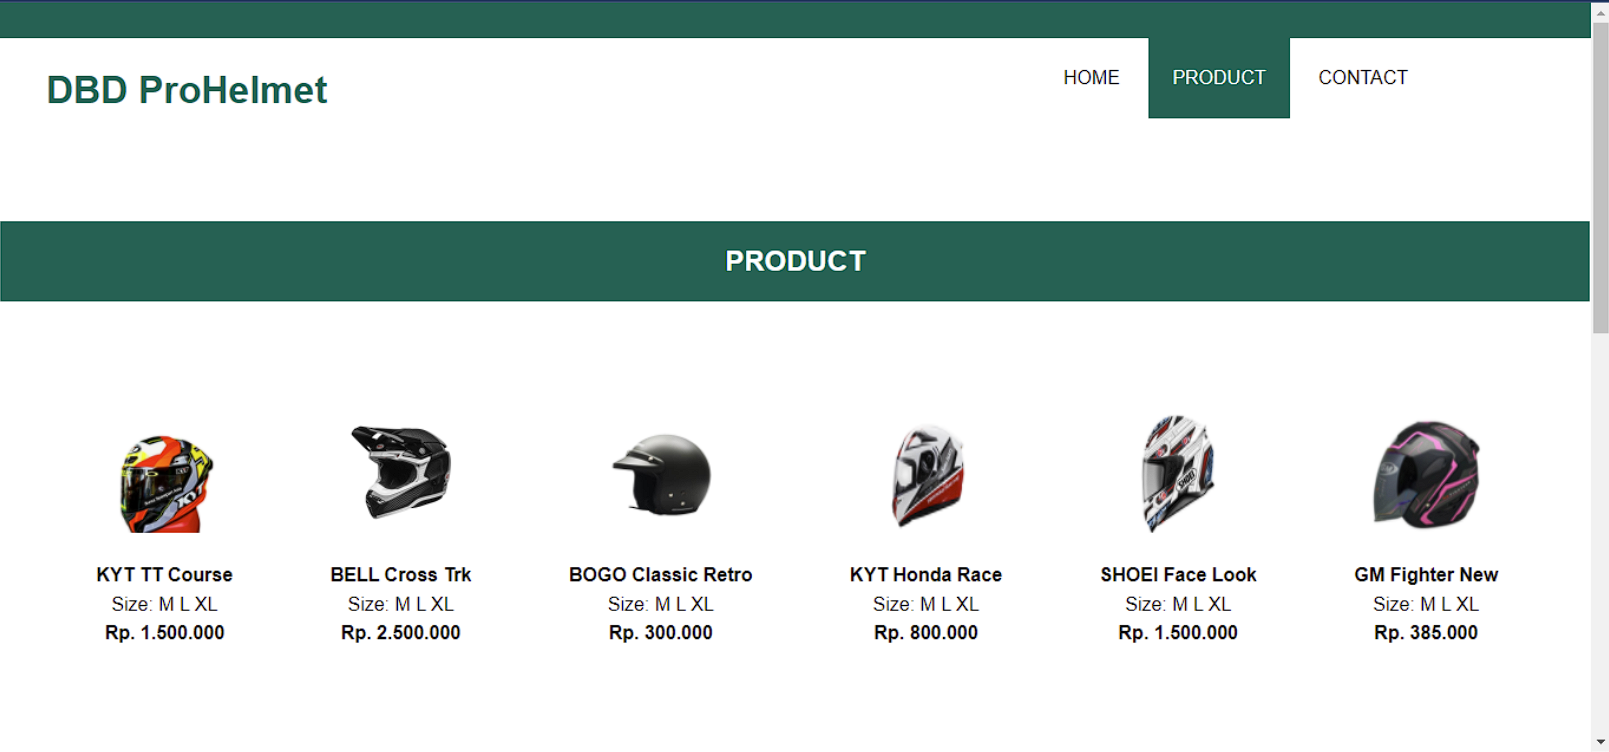 DBD ProHelmet
HOME PRODUCT CONTACT
PRODUCT
KYT
SHOEI
KYT TT Course
Size: M L XL
Rp. 1.500.000
BELL Cross Trk
Size: M L XL
Rp. 2.500.000
BOGO Classic Retro
Size: M L XL
Rp. 300.000
KYT Honda Race
Size: M L XL
Rp. 800.000
SHOEI Face Look
Size: M L XL
Rp. 1.500.000
GM Fighter New
Size: M L XL
Rp. 385.000